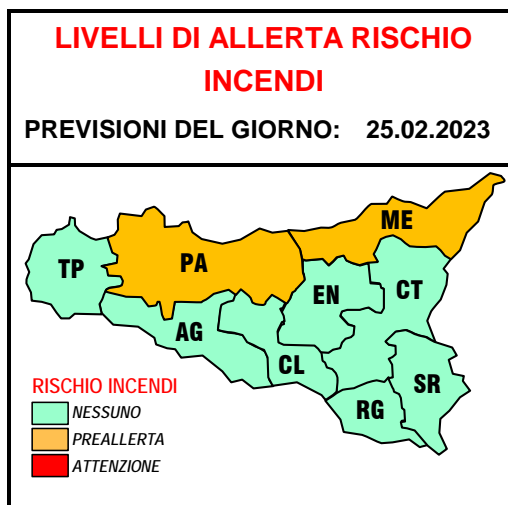 LIVELLI DI ALLERTA RISCHIO
INCENDI
PREVISIONI DEL GIORNO: 25.02.2023
ME
TP
PA
EN
CT
AG
CL
SR
RG
RISCHIO INCENDI
NESSUNO
PREALLERTA
ATTENZIONE